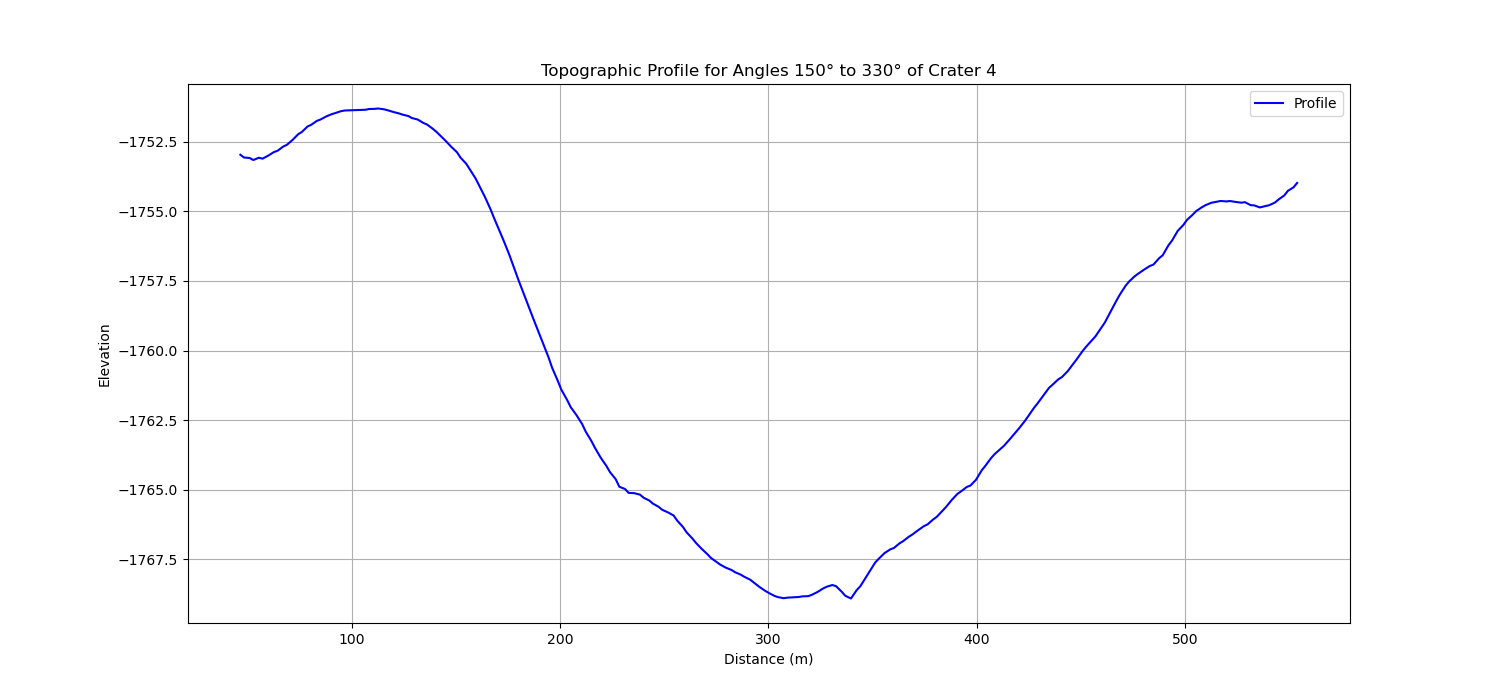 Topographic Profile for Angles 150° to 330° of Crater 4
Profile
−1752.5
−1755.0
−1757.5
−1760.0
−1762.5
−1765.0
−1767.5
Elevation
100 200 300 400 500
Distance (m)